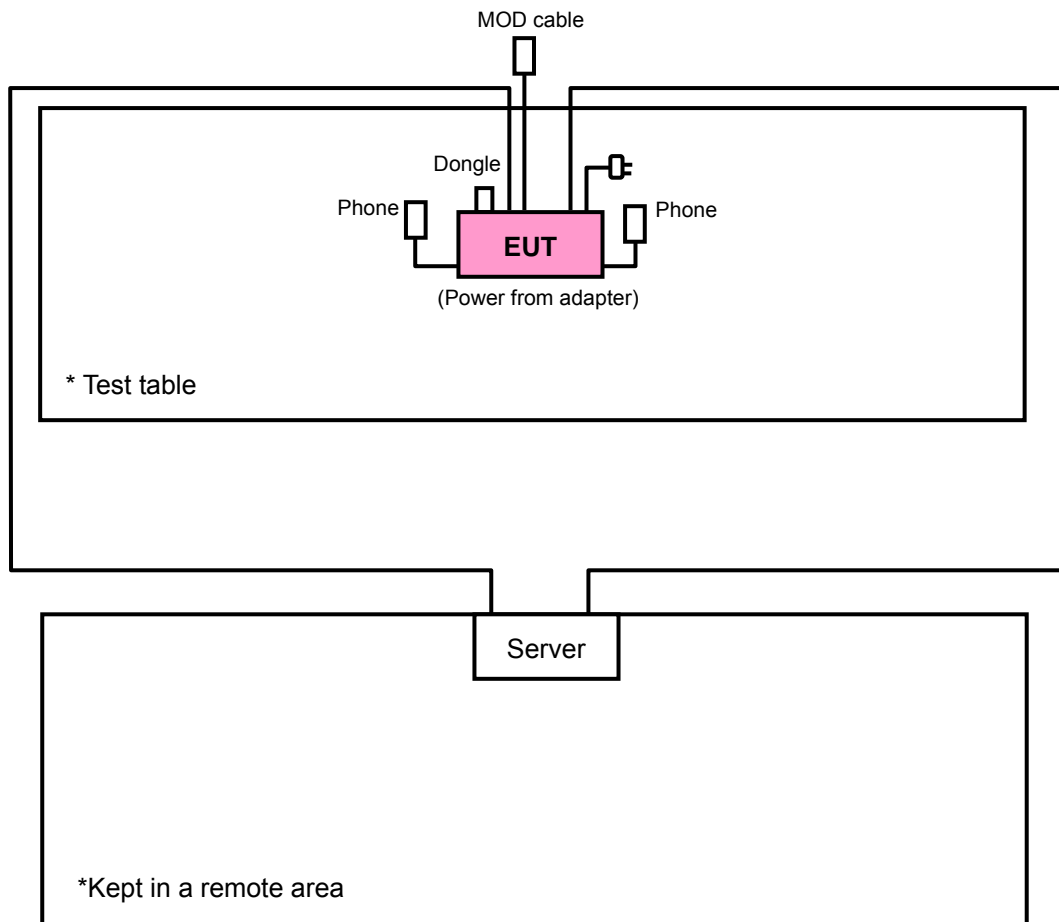 MOD cable
Dongle
Phone
Phone
EUT
(Power from adapter)
* Test table
Server
*Kept in a remote area